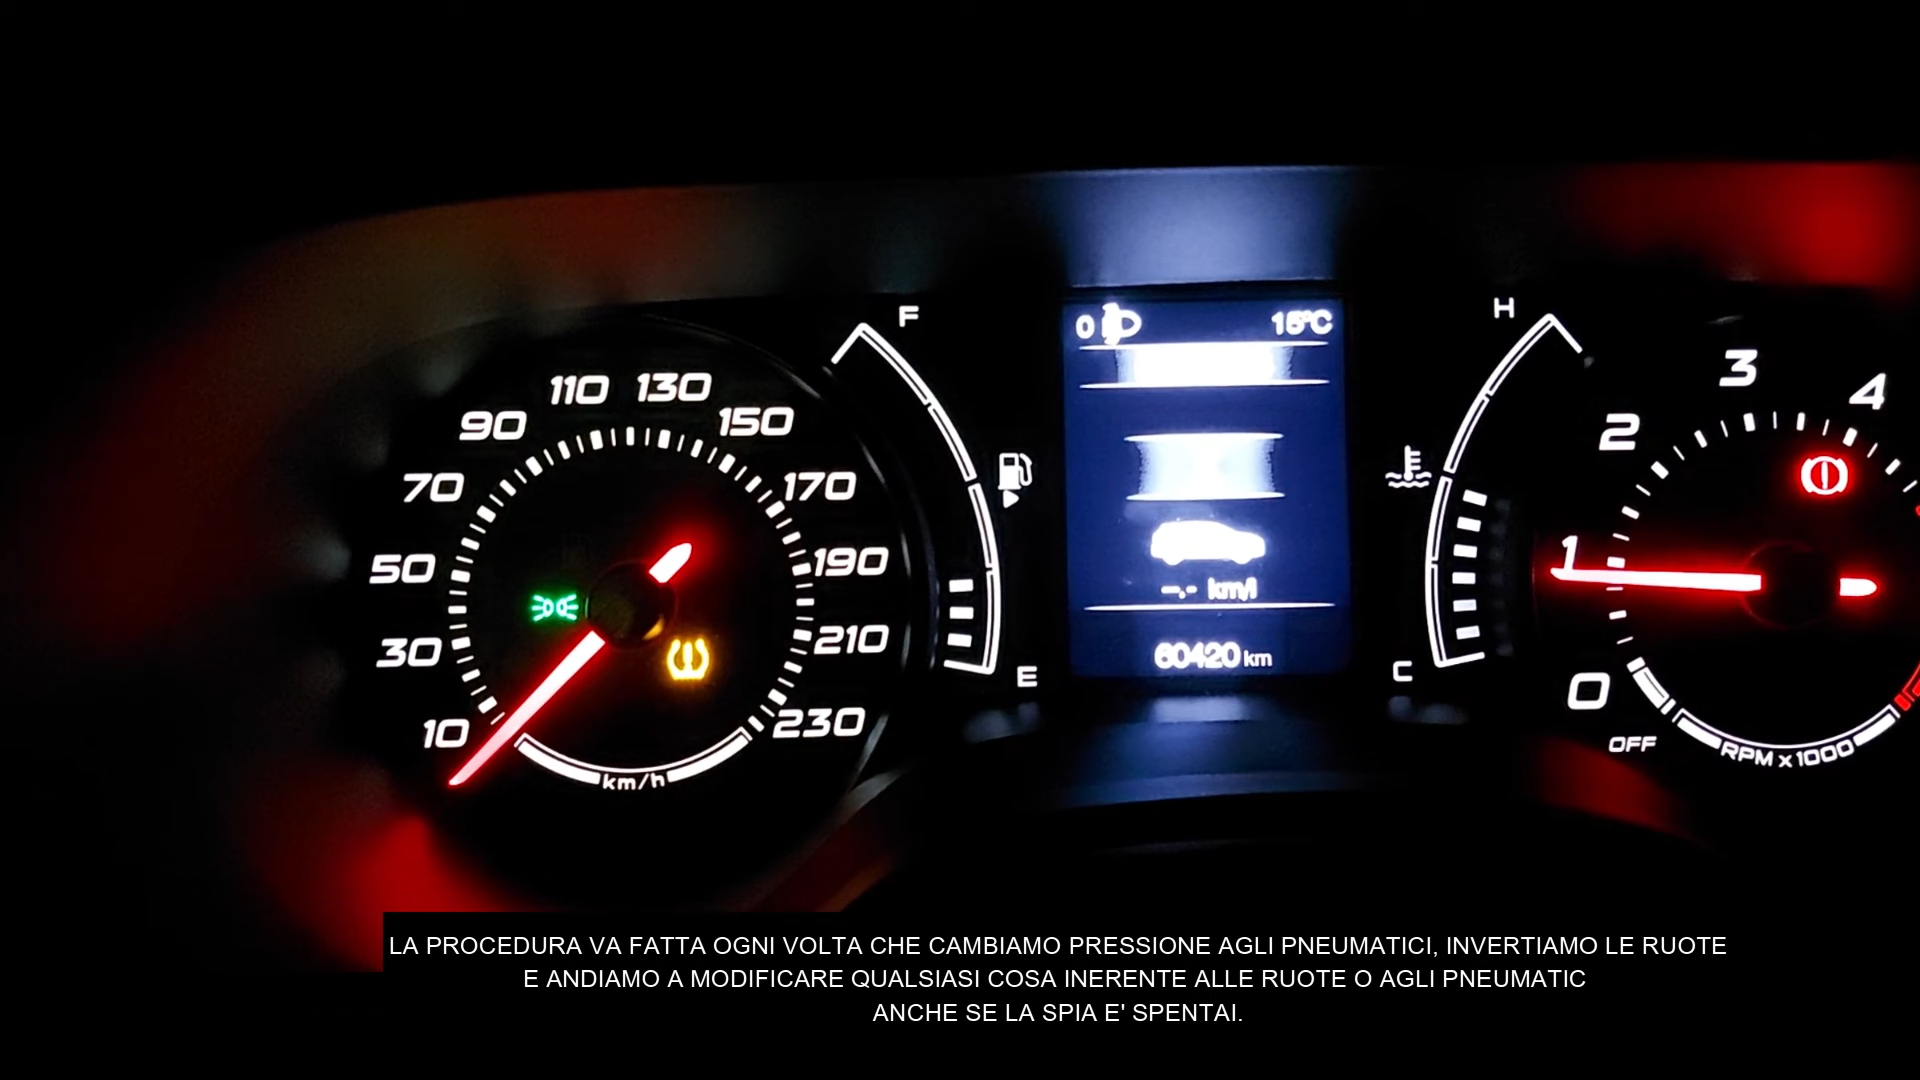 F
H
0
15°C
110 130
90
150
70
170
50
190
30
210
10
230
km/h
E
-.- km/l
60420 km
C
3
4
2
1
0
OFF
RPM x 1000
LA PROCEDURA VA FATTA OGNI VOLTA CHE CAMBIAMO PRESSIONE AGLI PNEUMATICI, INVERTIAMO LE RUOTE
E ANDIAMO A MODIFICARE QUALSIASI COSA INERENTE ALLE RUOTE O AGLI PNEUMATIC
ANCHE SE LA SPIA E' SPENTAI.